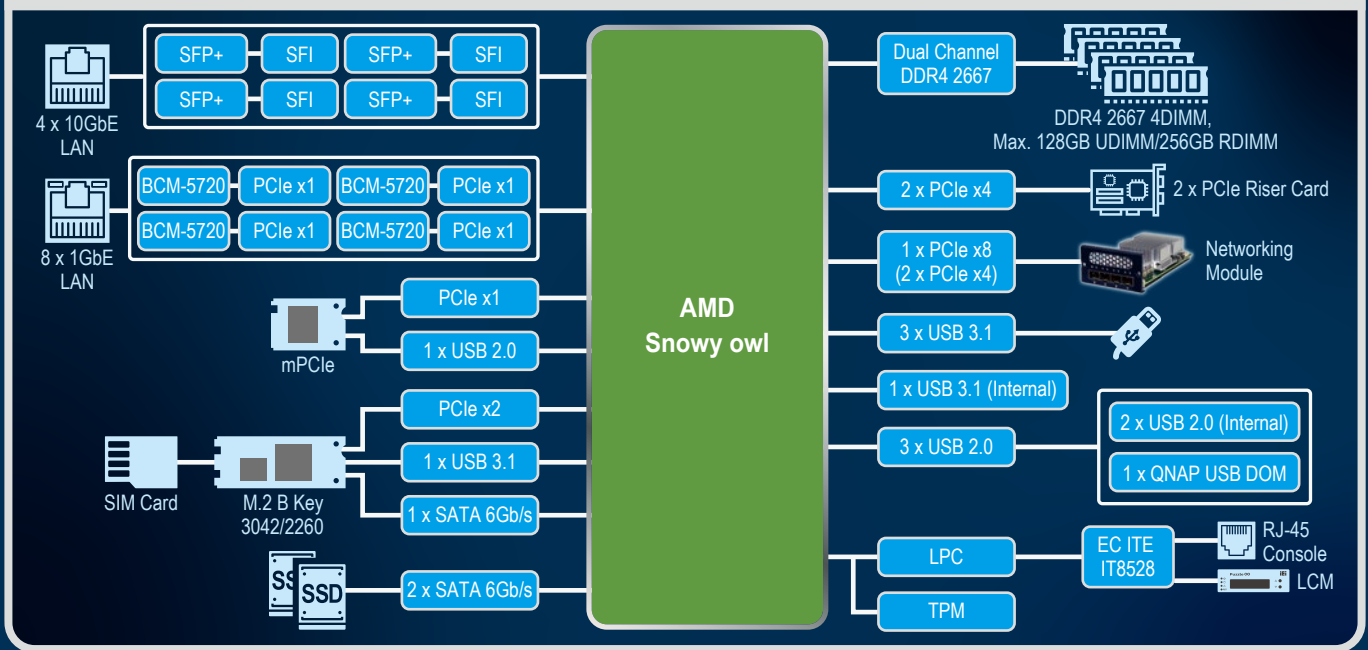 SFP+ SFI SFP+ SFI
SFP+ SFI SFP+ SFI
4 x 10GbE
LAN
BCM-5720 PCIe x1 BCM-5720 PCIe x1
BCM-5720 PCIe x1 BCM-5720 PCIe x1
8 x 1GbE
LAN
PCIe x1
1 x USB 2.0
mPCIe
PCIe x2
1 x USB 3.1
1 x SATA 6Gb/s
SIM Card
M.2 B Key
3042/2260
SS
SSD
2 x SATA 6Gb/s
AMD
Snowy owl
Dual Channel
DDR4 2667
DDR4 2667 4DIMM,
Max. 128GB UDIMM/256GB RDIMM
2 x PCIe x4
2 x PCIe Riser Card
1 x PCIe x8
(2 x PCIe x4)
Networking
Module
3 x USB 3.1
1 x USB 3.1 (Internal)
3 x USB 2.0
2 x USB 2.0 (Internal)
1 x QNAP USB DOM
LPC
EC ITE
IT8528
RJ-45
Console
LCM
TPM